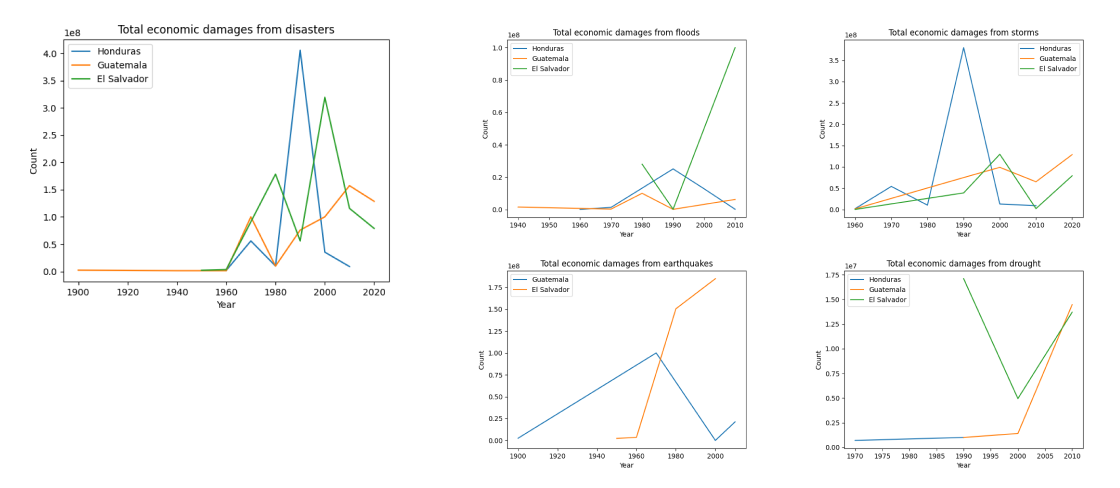 Total economic damages from disasters
1e8
Honduras
Guatemala
El Salvador
4.0
3.5
3.0
2.5
2.0
1.5
1.0
0.5
0.0
Count
1900 1920 1940 1960 1980 2000 2020
Year
Total economic damages from floods
1e8
Honduras
Guatemala
El Salvador
1.0
0.8
0.6
0.4
0.2
0.0
Count
1940 1950 1960 1970 1980 1990 2000 2010
Year
Total economic damages from storms
1e8
Honduras
Guatemala
El Salvador
3.5
3.0
2.5
2.0
1.5
1.0
0.5
0.0
Count
1960 1970 1980 1990 2000 2010 2020
Year
Total economic damages from earthquakes
1e8
Guatemala
El Salvador
1.75
1.50
1.25
1.00
0.75
0.50
0.25
0.00
Count
1900 1920 1940 1960 1980 2000
Year
Total economic damages from drought
1e7
Honduras
Guatemala
El Salvador
1.75
1.50
1.25
1.00
0.75
0.50
0.25
0.00
Count
1970 1975 1980 1985 1990 1995 2000 2005 2010
Year